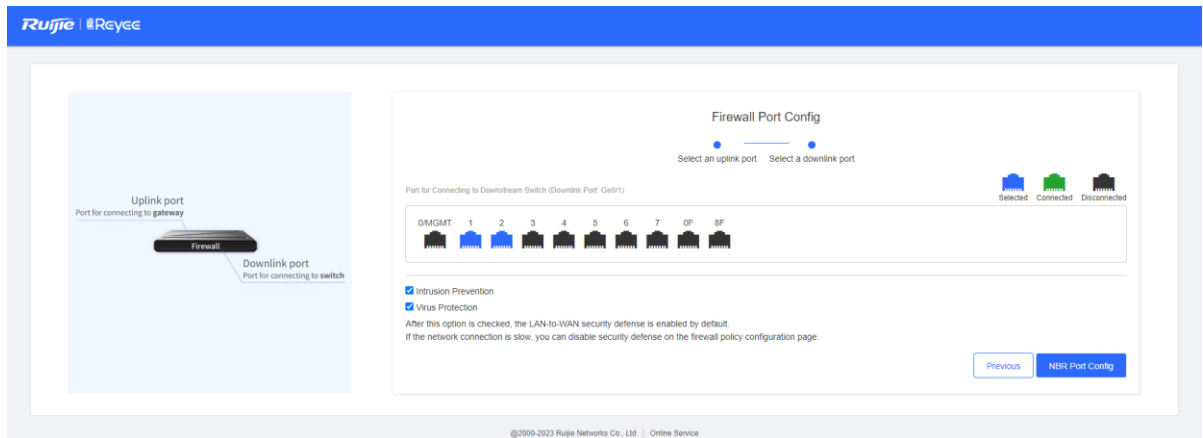 Ruijie | Reyee
Firewall Port Config
Select an uplink port Select a downlink port
Port for Connecting to Downstream Switch (Downlink Port: Ge0/1)
Selected Connected Disconnected
0/MGMT 1 2 3 4 5 6 7 0F 8F
Uplink port
Port for connecting to gateway
Firewall
Downlink port
Port for connecting to switch
Intrusion Prevention
Virus Protection
After this option is checked, the LAN-to-WAN security defense is enabled by default.
If the network connection is slow, you can disable security defense on the firewall policy configuration page.
Previous NBR Port Config
@2000-2023 Ruijie Networks Co., Ltd | Online Service